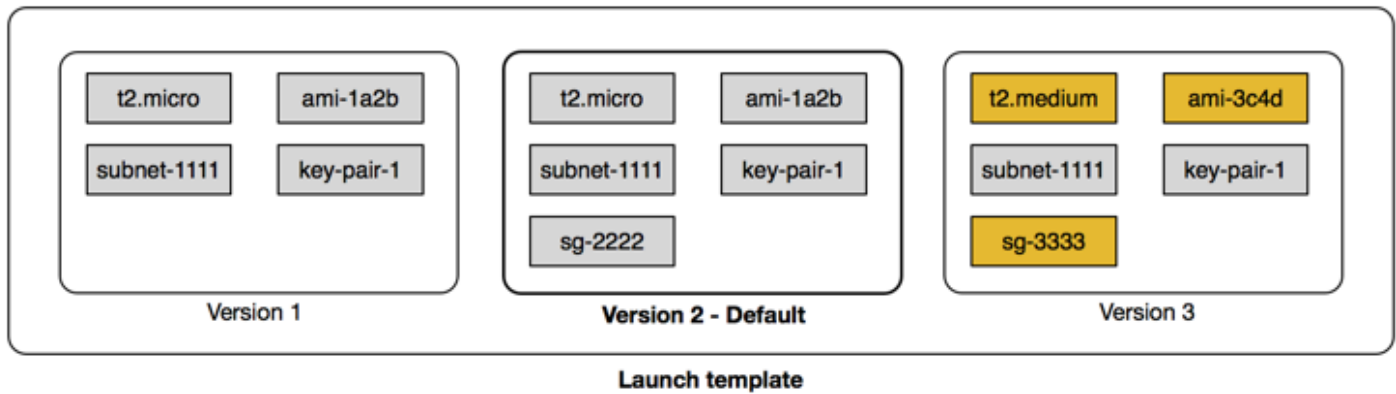 t2.micro ami-1a2b
subnet-1111 key-pair-1
Version 1
t2.micro ami-1a2b
subnet-1111 key-pair-1
sg-2222
Version 2 - Default
t2.medium ami-3c4d
subnet-1111 key-pair-1
sg-3333
Version 3
Launch template